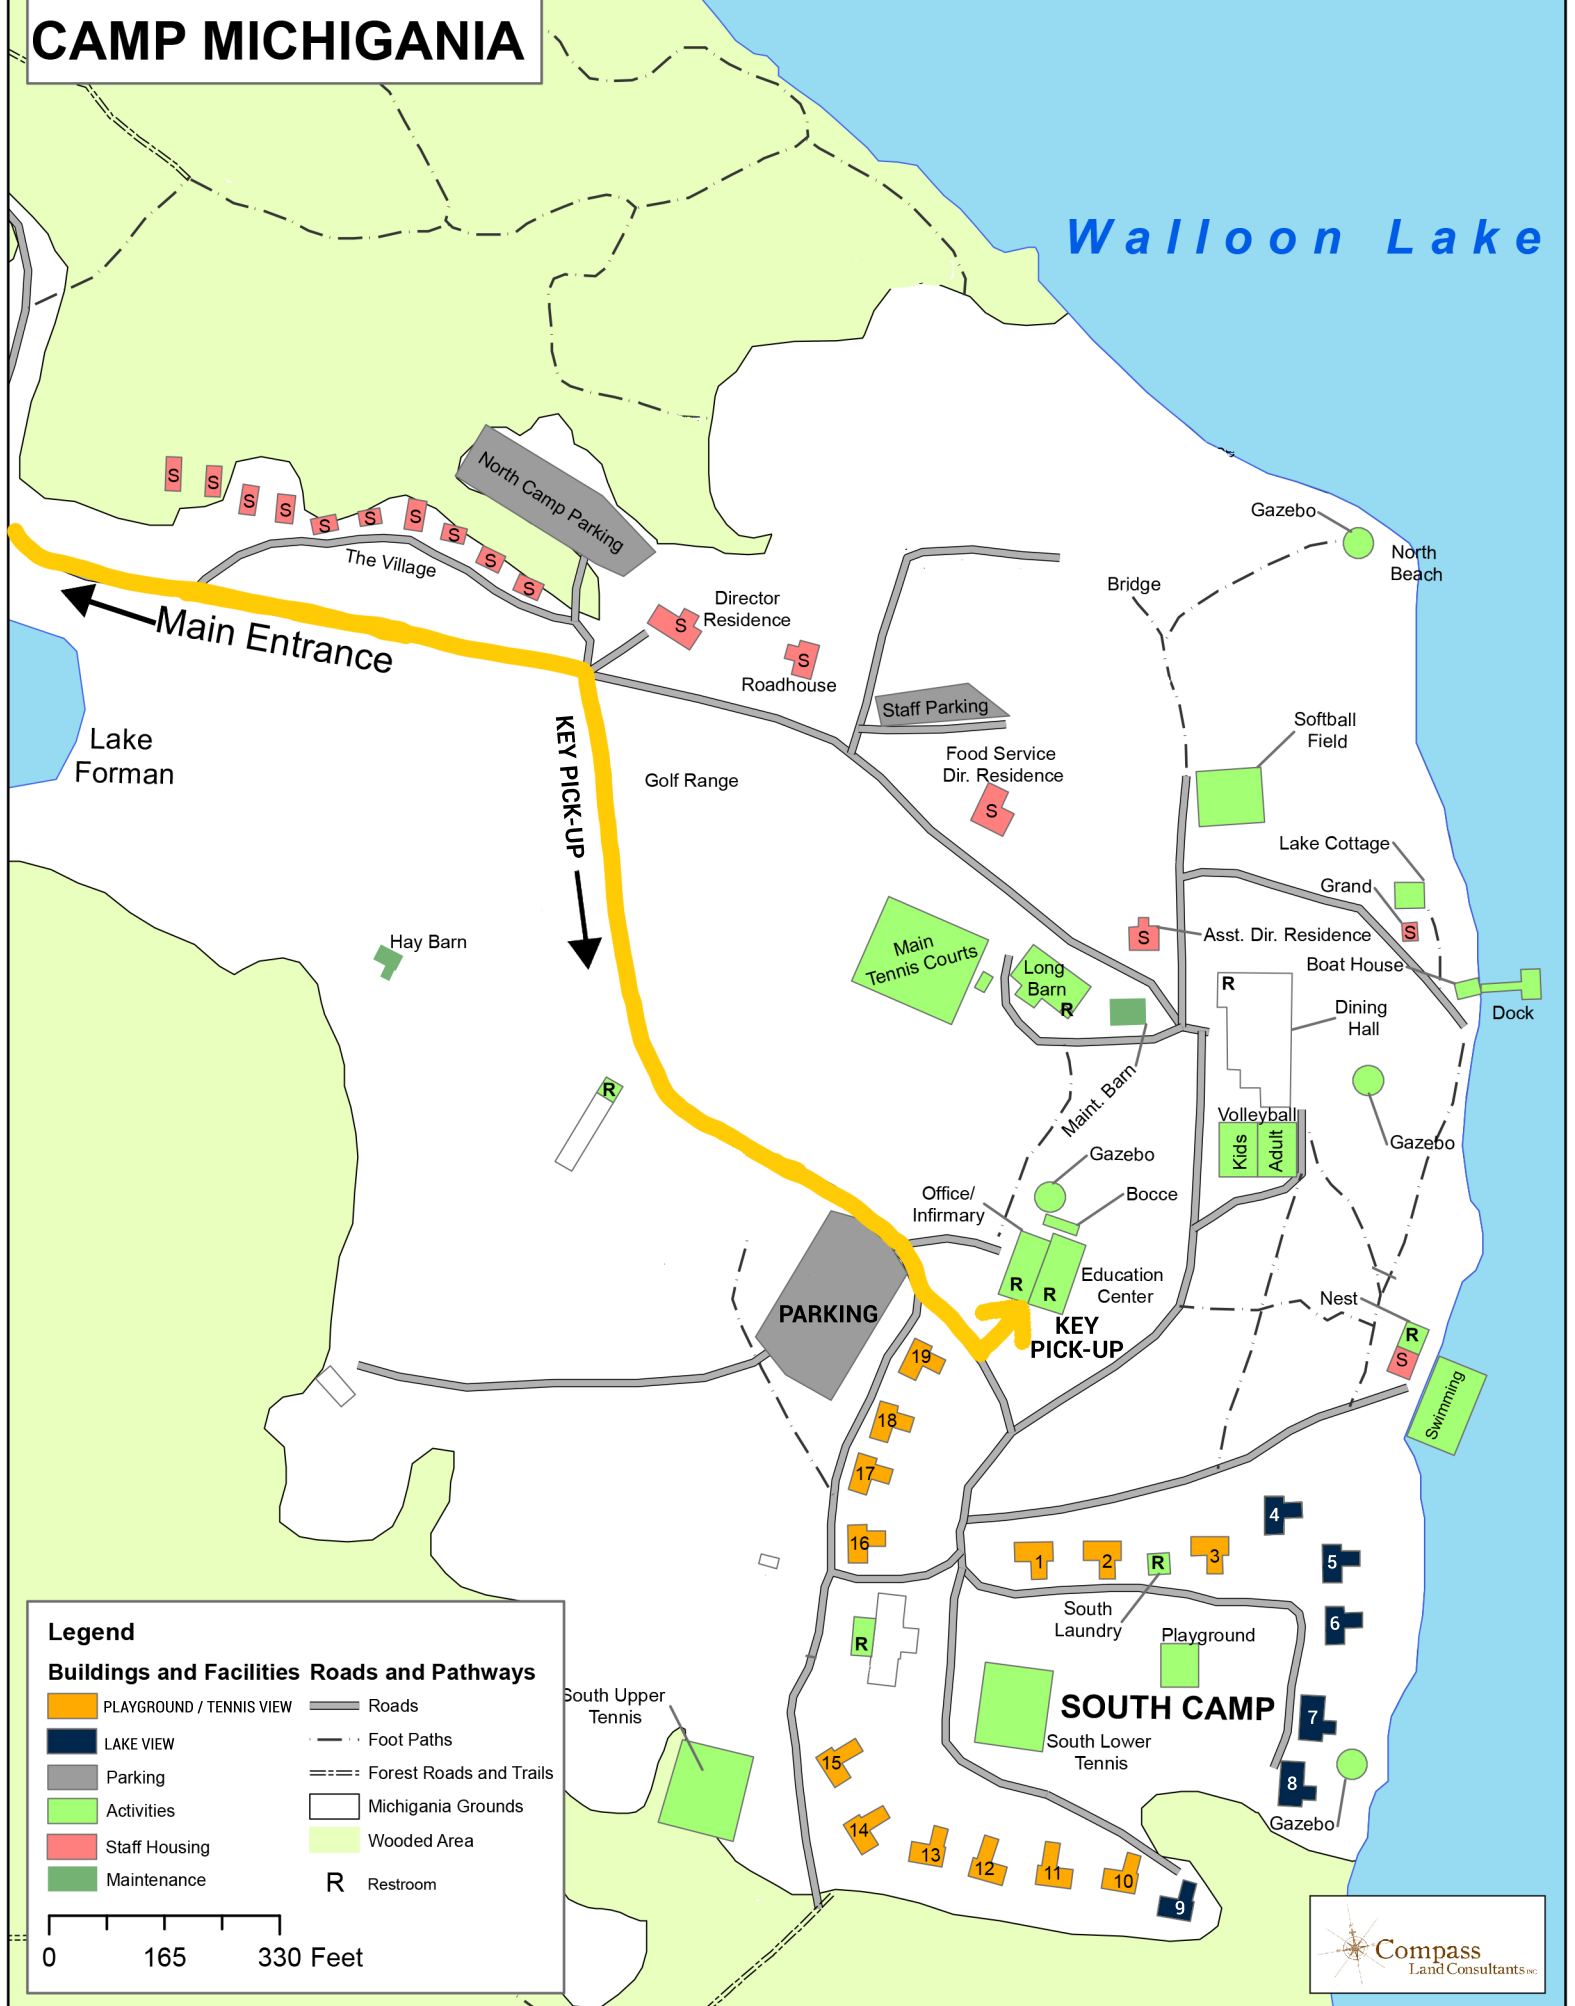 CAMP MICHIGANIA
Walloon Lake
North Camp Parking
S
S
S
S
S
S
S
S
S
S
The Village
Main Entrance
Gazebo
North
Beach
Bridge
Director
Residence
S
S
Roadhouse
Staff Parking
Food Service
Dir. Residence
S
Softball
Field
Lake
Forman
KEY PICK-UP
Golf Range
Lake Cottage
Grand
S
Asst. Dir. Residence
S
Boat House
Dock
Hay Barn
Main
Tennis Courts
Long
Barn
R
R
Dining
Hall
Maint. Barn
R
Volleyball
Kids
Adult
Gazebo
Gazebo
Bocce
Office/
Infirmary
R
R
Education
Center
KEY
PICK-UP
PARKING
Nest
R
S
Swimming
19
18
17
16
1
2
R
3
4
5
6
South
Laundry
Playground
R
SOUTH CAMP
South Lower
Tennis
7
8
Gazebo
South Upper
Tennis
15
14
13
12
11
10
9
Legend
Buildings and Facilities
PLAYGROUND / TENNIS VIEW
LAKE VIEW
Parking
Activities
Staff Housing
Maintenance
Roads and Pathways
Roads
Foot Paths
Forest Roads and Trails
Michigania Grounds
Wooded Area
R Restroom
0 165 330 Feet
Compass
Land Consultants INC.